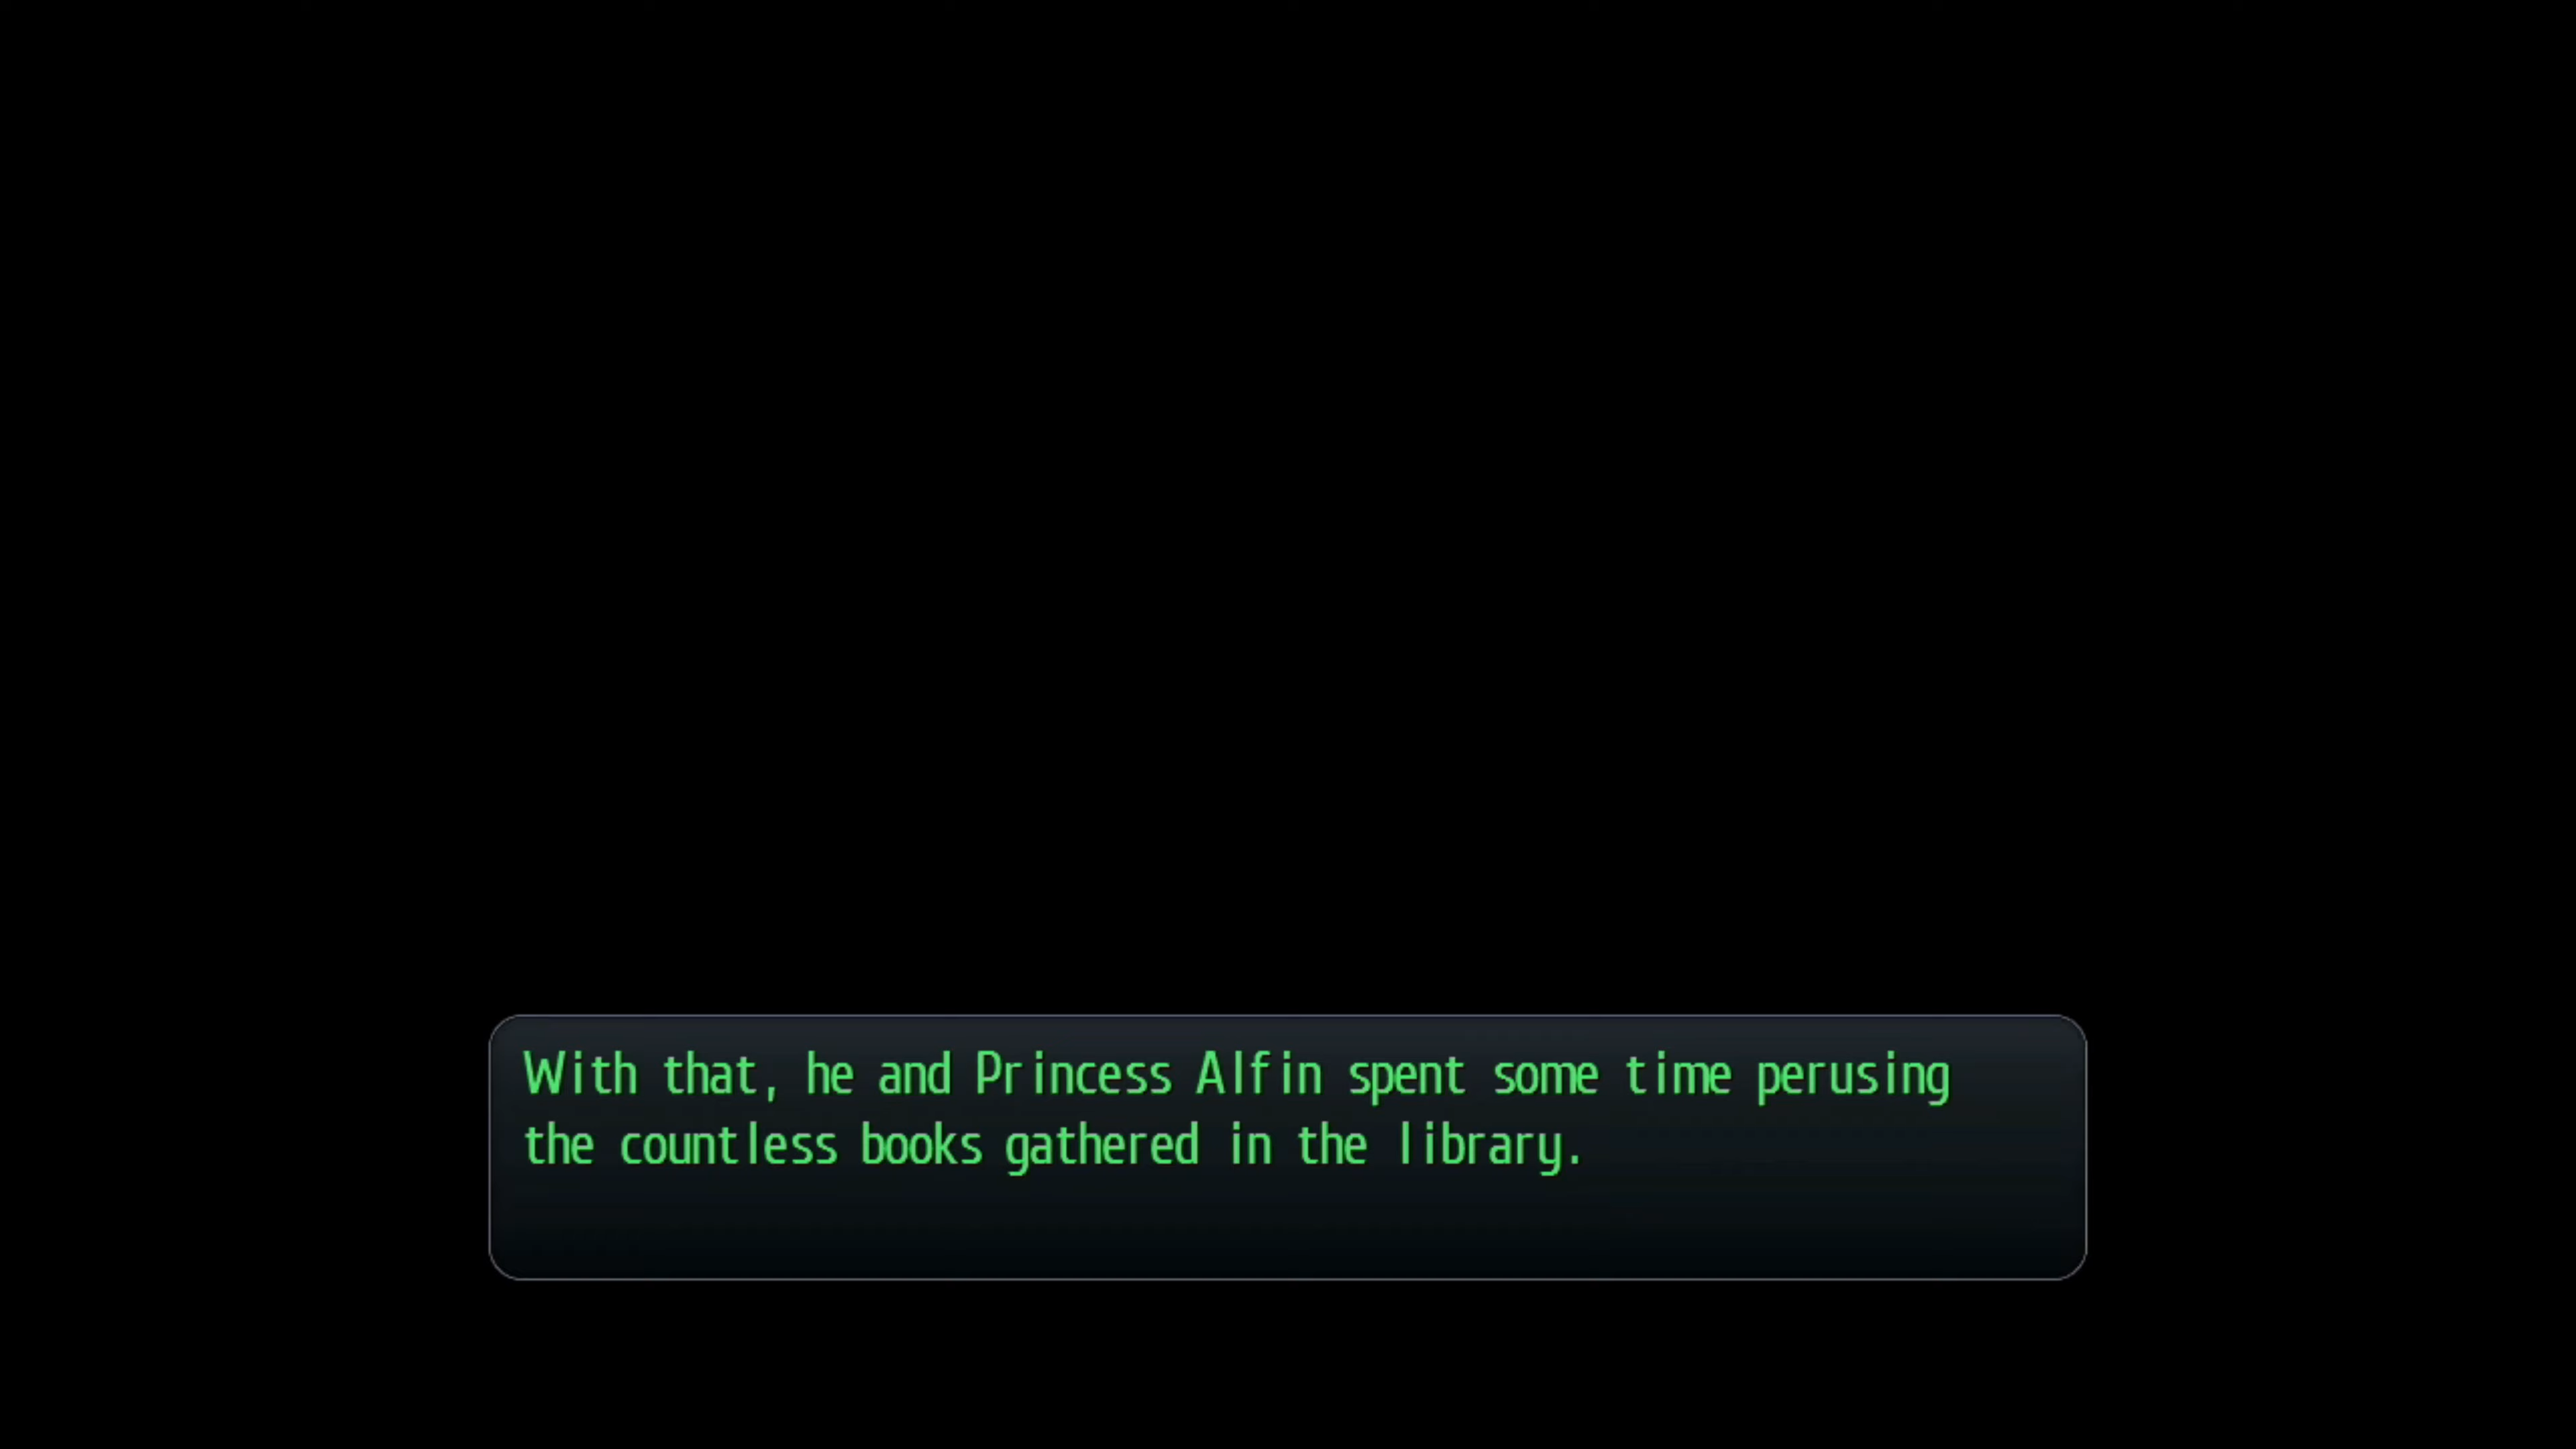 With that, he and Princess Alfin spent some time perusing
the countless books gathered in the library.